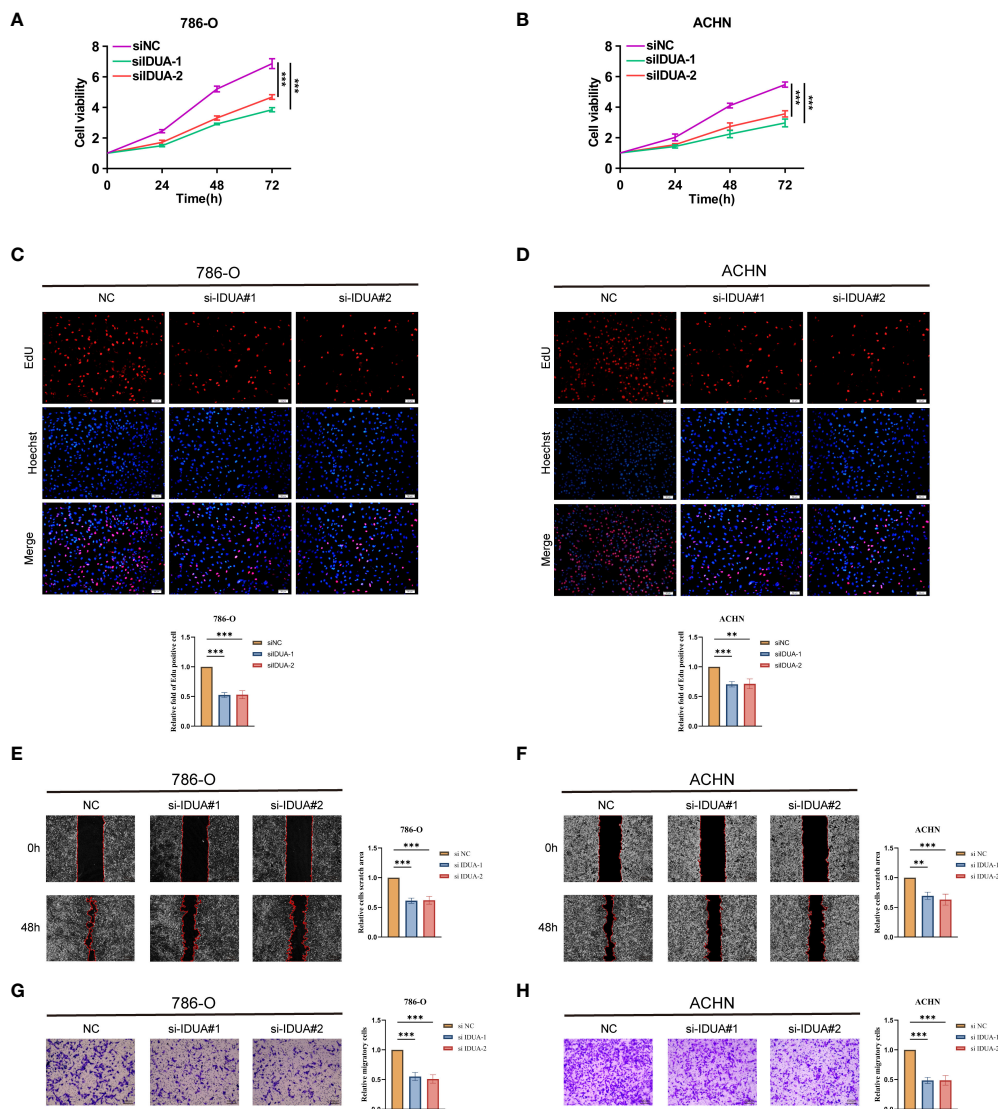 A
786-O
siNC
siIDUA-1
siIDUA-2
Cell viability
8
6
4
2
0
***
***
0 24 48 72
Time(h)
B
ACHN
siNC
siIDUA-1
siIDUA-2
Cell viability
8
6
4
2
0
***
***
0 24 48 72
Time(h)
C
786-O
NC si-IDUA#1 si-IDUA#2
EdU
Hoechst
Merge
786-O
Relative fold of Edu positive cell
1.5
1.0
0.5
0.0
***
***
siNC
siIDUA-1
siIDUA-2
D
ACHN
NC si-IDUA#1 si-IDUA#2
EdU
Hoechst
Merge
ACHN
Relative fold of Edu positive cell
1.5
1.0
0.5
0.0
**
***
siNC
siIDUA-1
siIDUA-2
E
786-O
NC si-IDUA#1 si-IDUA#2
0h
48h
786-O
Relative cells scratch area
1.5
1.0
0.5
0.0
***
***
si NC
si IDUA-1
si IDUA-2
F
ACHN
NC si-IDUA#1 si-IDUA#2
0h
48h
ACHN
Relative cells scratch area
1.5
1.0
0.5
0.0
***
**
si NC
si IDUA-1
si IDUA-2
G
786-O
NC si-IDUA#1 si-IDUA#2
786-O
Relative migratory cells
1.5
1.0
0.5
0.0
***
***
si NC
si IDUA-1
si IDUA-2
H
ACHN
NC si-IDUA#1 si-IDUA#2
ACHN
Relative migratory cells
1.5
1.0
0.5
0.0
***
***
si NC
si IDUA-1
si IDUA-2